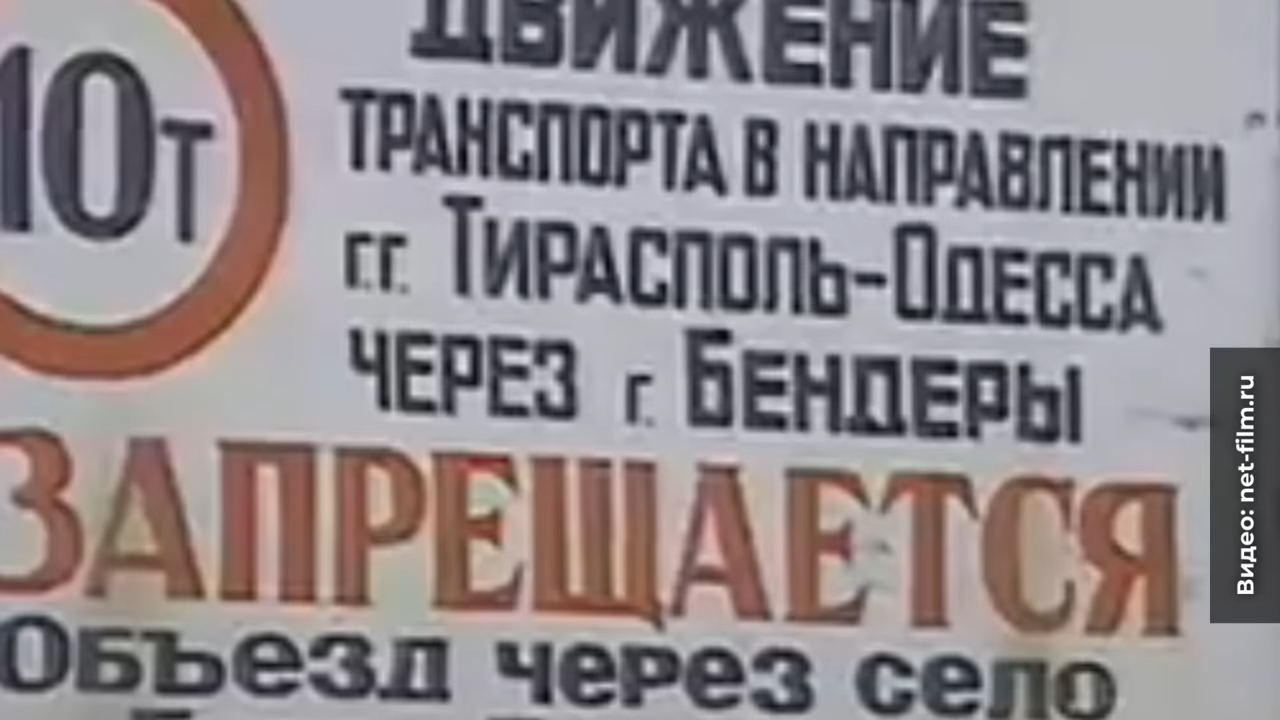 10т
ДВИЖЕНИЕ
ТРАНСПОРТА В НАПРАВЛЕНИИ
г.г. ТИРАСПОЛЬ-ОДЕССА
ЧЕРЕЗ г. БЕНДЕРЫ
ЗАПРЕЩАЕТСЯ
Объезд через село
Видео: net-film.ru